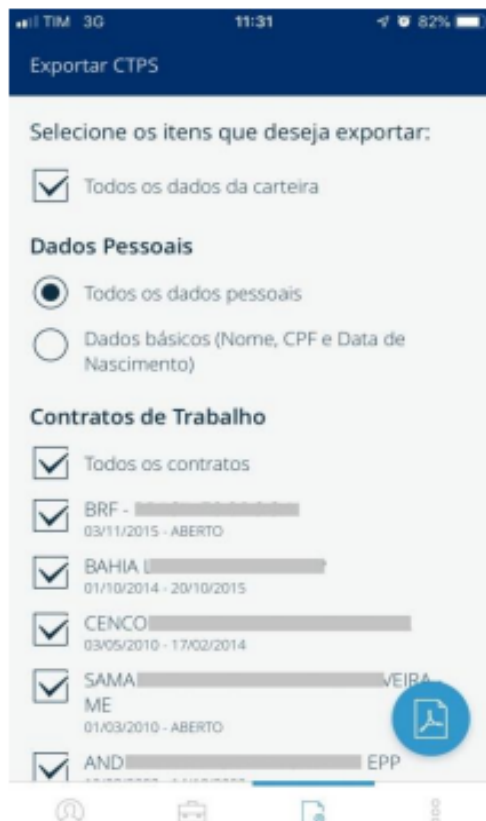 TIM 3G 11:31 82%
Exportar CTPS
Selecione os itens que deseja exportar:
Todos os dados da carteira
Dados Pessoais
Todos os dados pessoais
Dados básicos (Nome, CPF e Data de
Nascimento)
Contratos de Trabalho
Todos os contratos
BRF -
03/11/2015 - ABERTO
BAHIA
01/10/2014 - 20/10/2015
CENCO
03/05/2010 - 17/02/2014
SAMA VEIRA
ME
01/03/2010 - ABERTO
AND EPP